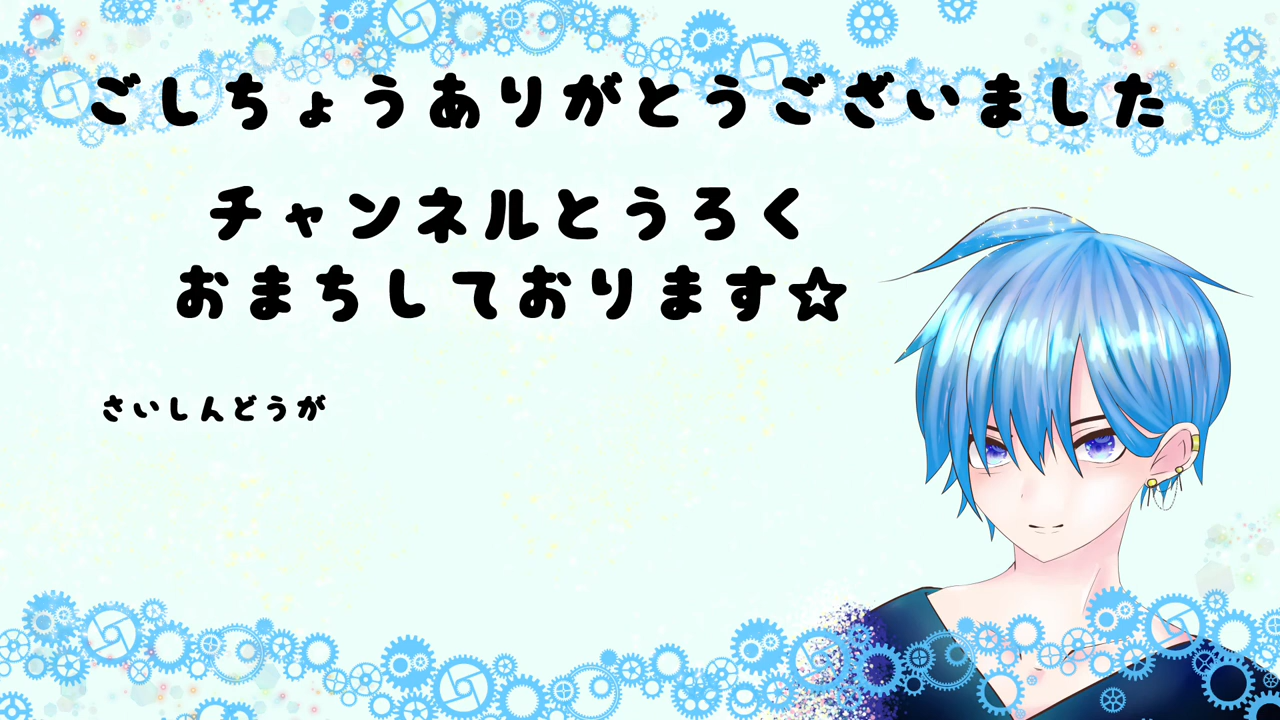 ごしちょうありがとうございました
チャンネルとうろく
おまちしております☆
さいしんどうが